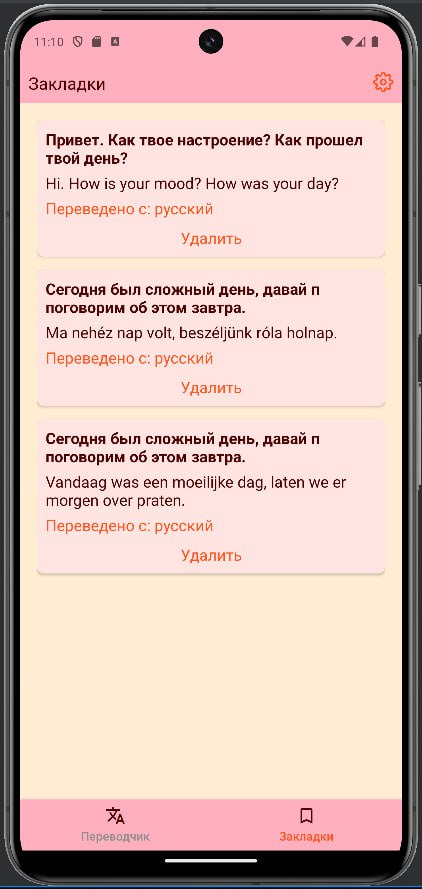 11:10
Закладки
Привет. Как твое настроение? Как прошел
твой день?
Hi. How is your mood? How was your day?
Переведено с: русский
Удалить
Сегодня был сложный день, давай п
поговорим об этом завтра.
Ma nehéz nap volt, beszéljünk róla holnap.
Переведено с: русский
Удалить
Сегодня был сложный день, давай п
поговорим об этом завтра.
Vandaag was een moeilijke dag, laten we er
morgen over praten.
Переведено с: русский
Удалить
Переводчик
Закладки